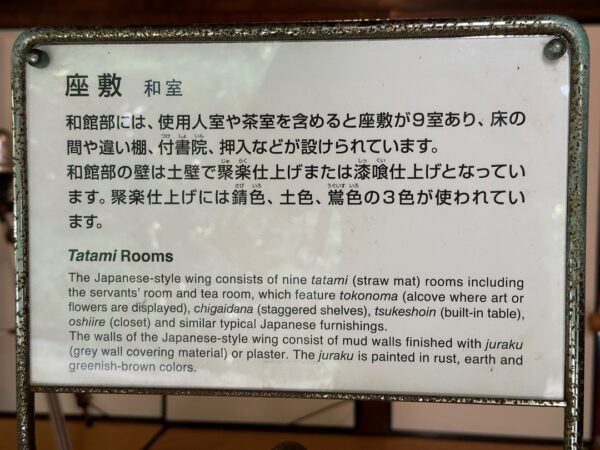 座敷 和室
和館部には、使用人室や茶室を含めると座敷が9室あり、床の
間や違い棚、付書院、押入などが設けられています。
和館部の壁は土壁で聚楽仕上げまたは漆喰仕上げとなってい
ます。聚楽仕上げには錆色、土色、鶯色の3色が使われてい
ます。
Tatami Rooms
The Japanese-style wing consists of nine tatami (straw mat) rooms including
the servants' room and tea room, which feature tokonoma (alcove where art or
flowers are displayed), chigaidana (staggered shelves), tsukeshoin (built-in table),
oshiire (closet) and similar typical Japanese furnishings.
The walls of the Japanese-style wing consist of mud walls finished with juraku
(grey wall covering material) or plaster. The juraku is painted in rust, earth and
greenish-brown colors.